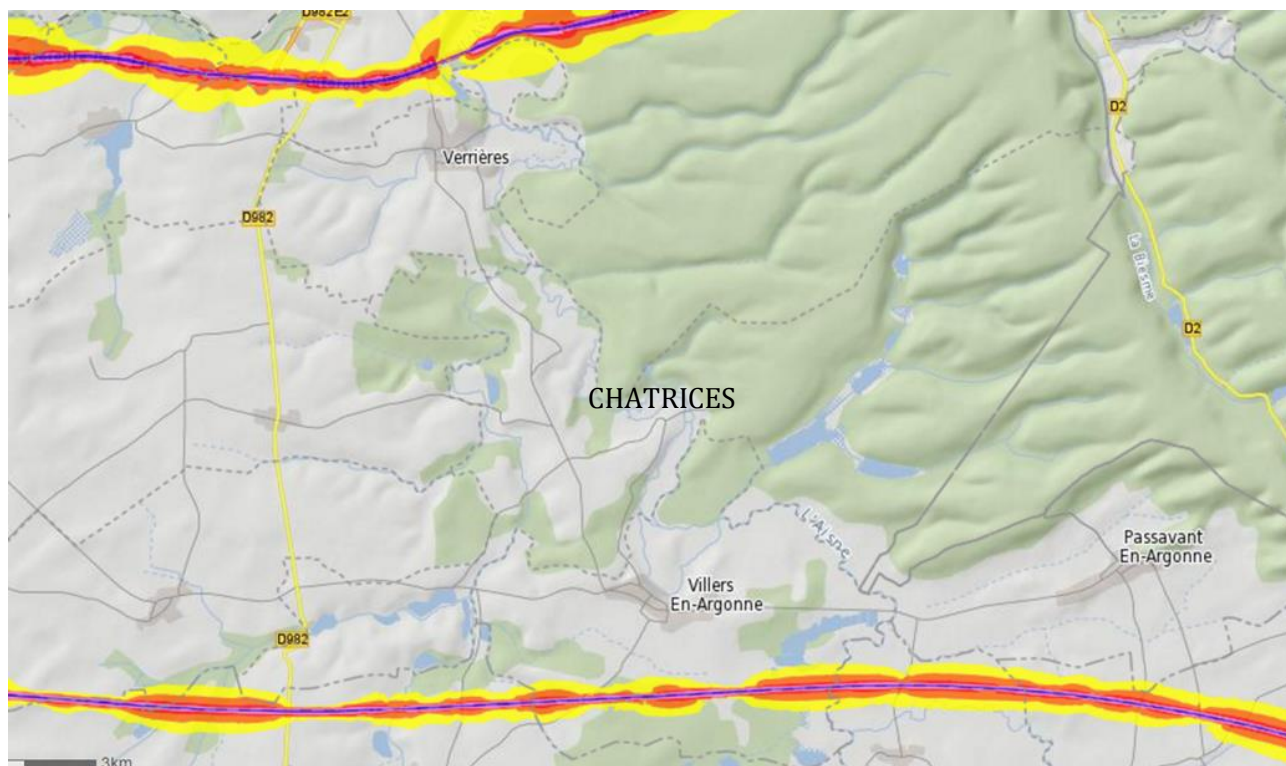 D982E2
D2
Verrières
D982
La Biesme
D2
CHATRICES
L'Aisne
Passavant
En-Argonne
Villers
En-Argonne
D982
3km